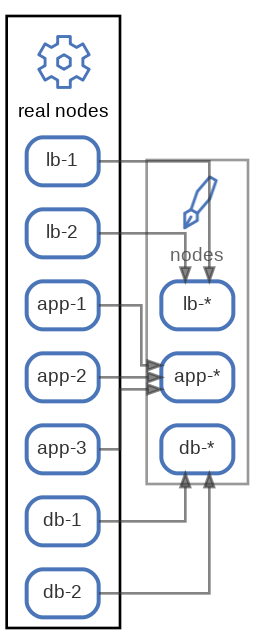 real nodes
lb-1
lb-2
app-1
app-2
app-3
db-1
db-2
nodes
lb-*
app-*
db-*